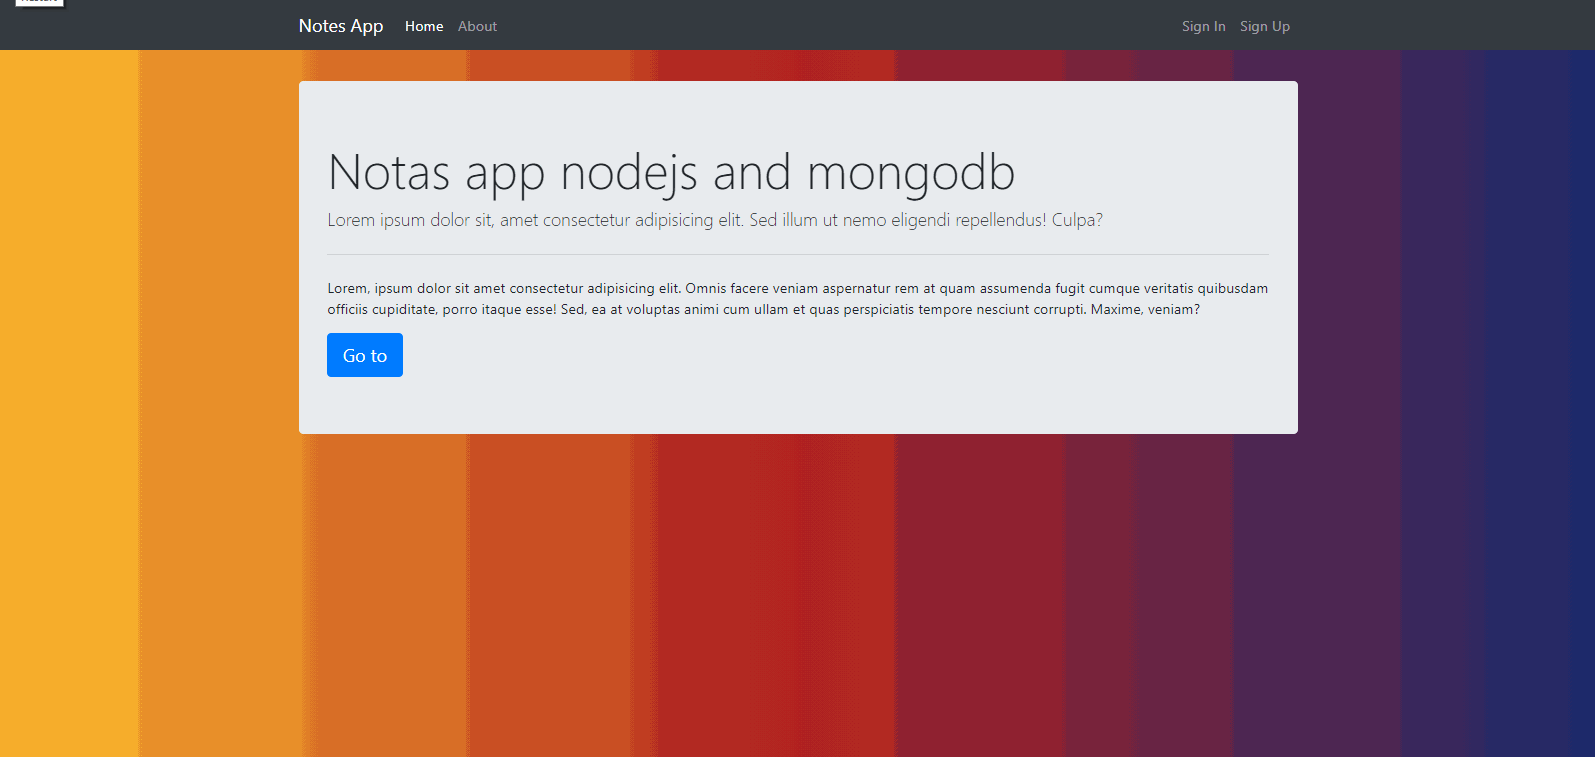 Notes App Home About Sign In Sign Up
Notas app nodejs and mongodb
Lorem ipsum dolor sit, amet consectetur adipisicing elit. Sed illum ut nemo eligendi repellendus! Culpa?
Lorem, ipsum dolor sit amet consectetur adipisicing elit. Omnis facere veniam aspernatur rem at quam assumenda fugit cumque veritatis quibusdam
officiis cupiditate, porro itaque esse! Sed, ea at voluptas animi cum ullam et quas perspiciatis tempore nesciunt corrupti. Maxime, veniam?
Go to